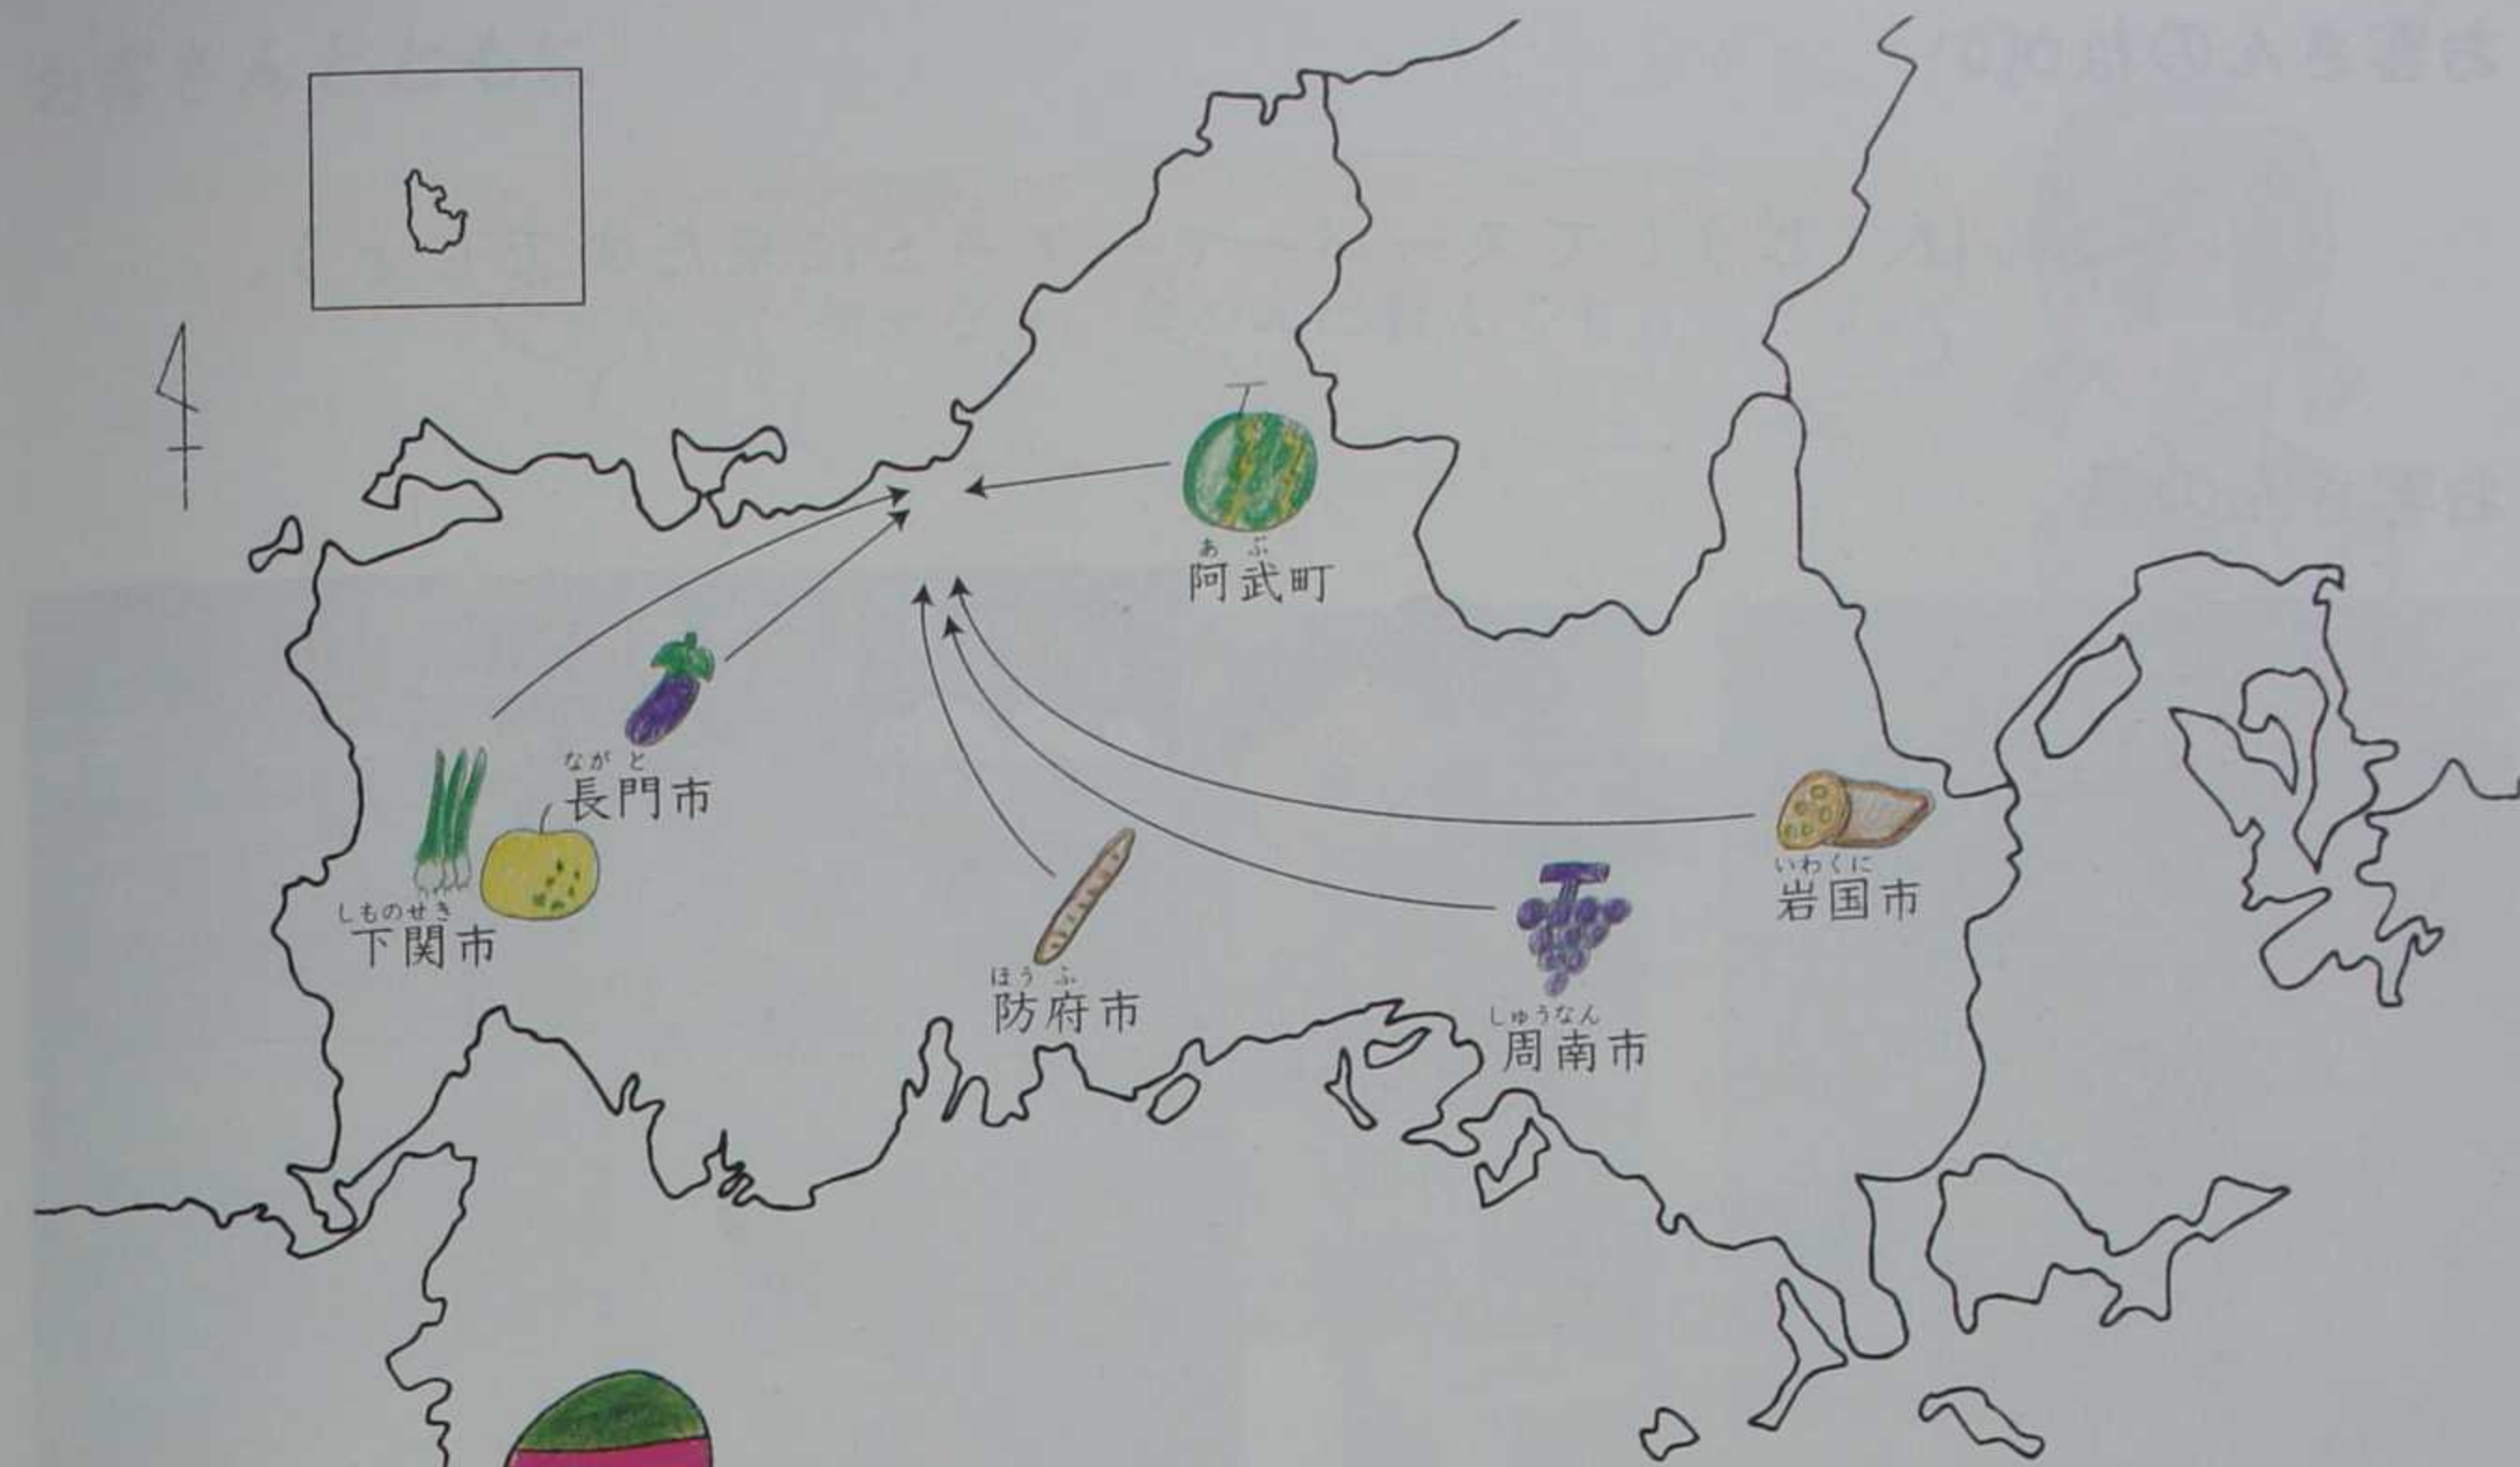 あぶ
阿武町
ながと
長門市
しものせき
下関市
ほうふ
防府市
しゅうなん
周南市
いわくに
岩国市